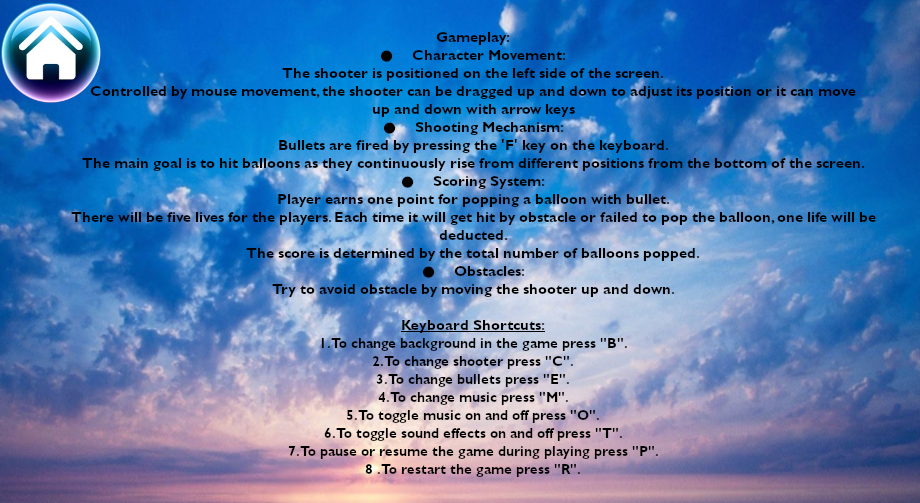 Gameplay:
● Character Movement:
The shooter is positioned on the left side of the screen.
Controlled by mouse movement, the shooter can be dragged up and down to adjust its position or it can move
up and down with arrow keys
● Shooting Mechanism:
Bullets are fired by pressing the 'F' key on the keyboard.
The main goal is to hit balloons as they continuously rise from different positions from the bottom of the screen.
● Scoring System:
Player earns one point for popping a balloon with bullet.
There will be five lives for the players. Each time it will get hit by obstacle or failed to pop the balloon, one life will be
deducted.
The score is determined by the total number of balloons popped.
● Obstacles:
Try to avoid obstacle by moving the shooter up and down.
Keyboard Shortcuts:
1.To change background in the game press "B".
2.To change shooter press "C".
3.To change bullets press "E".
4.To change music press "M".
5.To toggle music on and off press "O".
6.To toggle sound effects on and off press "T".
7.To pause or resume the game during playing press "P".
8 .To restart the game press "R".